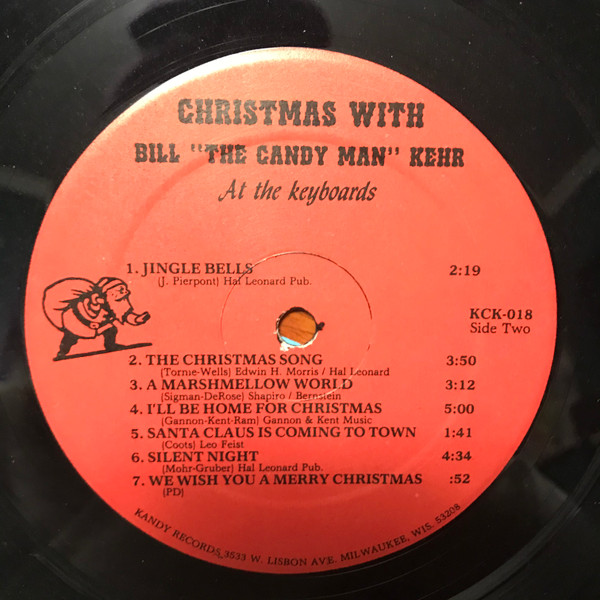 CHRISTMAS WITH
BILL "THE CANDY MAN" KEHR
At the keyboards
1. JINGLE BELLS 2:19
(J. Pierpont) Hal Leonard Pub.
KCK-018
Side Two
2. THE CHRISTMAS SONG 3:50
(Torme-Wells) Edwin H. Morris / Hal Leonard
3. A MARSHMELLOW WORLD 3:12
(Sigman-DeRose) Shapiro / Bernstein
4. I'LL BE HOME FOR CHRISTMAS 5:00
(Gannon-Kent-Ram) Gannon & Kent Music
5. SANTA CLAUS IS COMING TO TOWN 1:41
(Coots) Leo Feist
6. SILENT NIGHT 4:34
(Mohr-Gruber) Hal Leonard Pub.
7. WE WISH YOU A MERRY CHRISTMAS :52
(PD)
KANDY RECORDS, 3533 W. LISBON AVE. MILWAUKEE, WIS. 53208